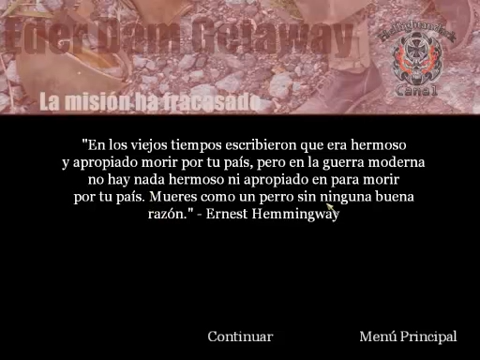 Eder Dam Getaway
Canal
La misión ha fracasado
"En los viejos tiempos escribieron que era hermoso
y apropiado morir por tu país, pero en la guerra moderna
no hay nada hermoso ni apropiado en para morir
por tu país. Mueres como un perro sin ninguna buena
razón." - Ernest Hemmingway
Continuar
Menú Principal